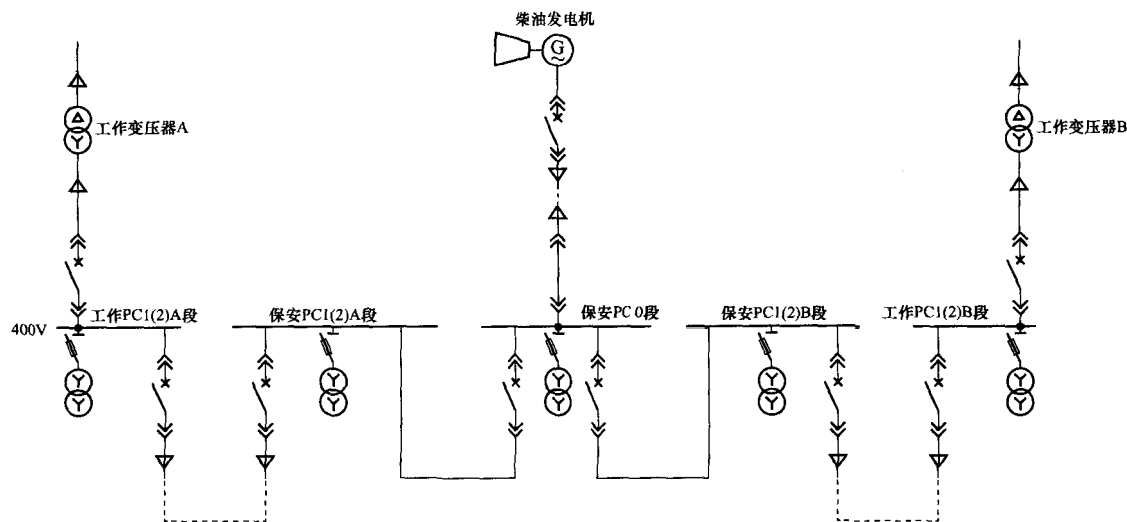 柴油发电机
G
~
工作变压器A
工作变压器B
400V
工作PC1(2)A段
保安PC1(2)A段
保安PC 0段
保安PC1(2)B段
工作PC1(2)B段